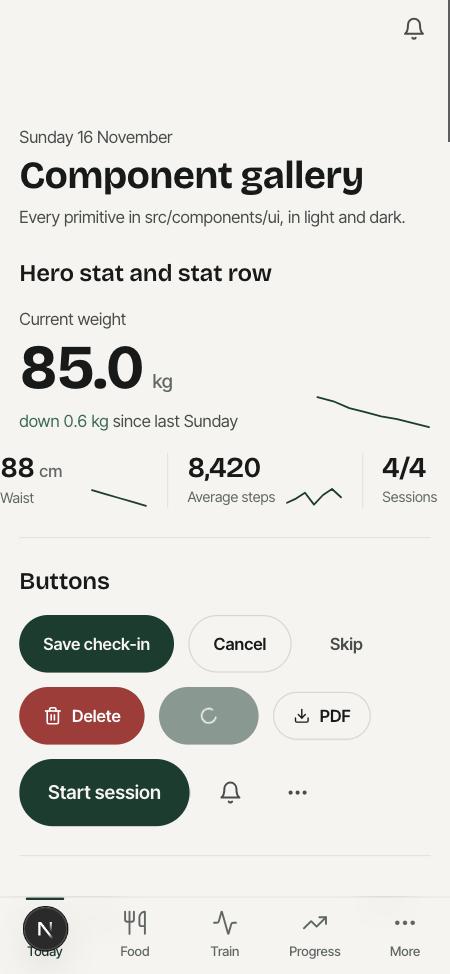 Sunday 16 November
Component gallery
Every primitive in src/components/ui, in light and dark.
Hero stat and stat row
Current weight
85.0 kg
down 0.6 kg since last Sunday
88 cm 8,420 4/4
Waist Average steps Sessions
Buttons
Save check-in Cancel Skip
Delete PDF
Start session
N
Today Food Train Progress More